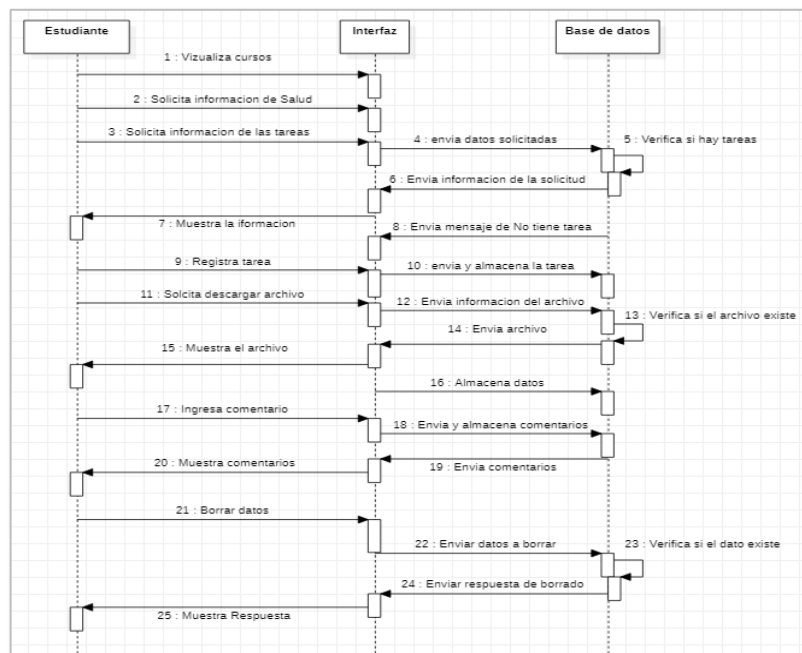 Estudiante
Interfaz
Base de datos
1 : Vizualiza cursos
2 : Solicita informacion de Salud
3 : Solicita informacion de las tareas
4 : envia datos solicitadas
5 : Verifica si hay tareas
6 : Envia informacion de la solicitud
7 : Muestra la iformacion
8 : Envia mensaje de No tiene tarea
9 : Registra tarea
10 : envia y almacena la tarea
11 : Solcita descargar archivo
12 : Envia informacion del archivo
13 : Verifica si el archivo existe
14 : Envia archivo
15 : Muestra el archivo
16 : Almacena datos
17 : Ingresa comentario
18 : Envia y almacena comentarios
19 : Envia comentarios
20 : Muestra comentarios
21 : Borrar datos
22 : Enviar datos a borrar
23 : Verifica si el dato existe
24 : Enviar respuesta de borrado
25 : Muestra Respuesta